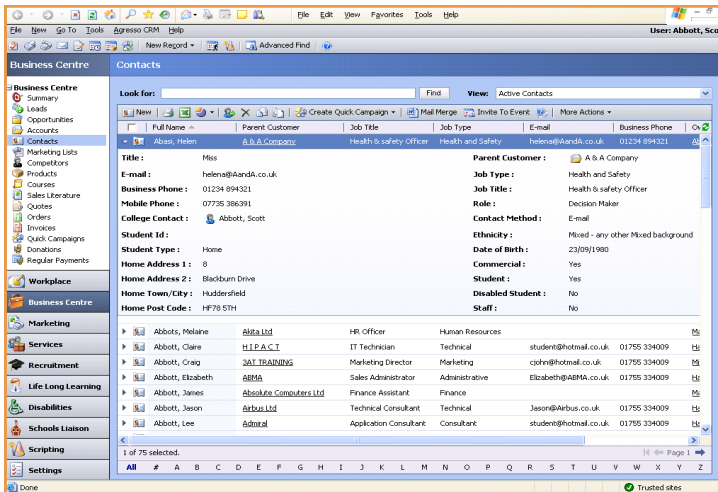 File Edit View Favorites Tools Help
File New Go To Tools Agresso CRM Help User: Abbott, Sco
New Record Advanced Find
Business Centre Contacts
Business Centre
Summary
Leads
Opportunities
Accounts
Contacts
Marketing Lists
Competitors
Products
Courses
Sales Literature
Quotes
Orders
Invoices
Quick Campaigns
Donations
Regular Payments
Workplace
Business Centre
Marketing
Services
Recruitment
Life Long Learning
Disabilities
Schools Liaison
Scripting
Settings
Look for: Find View: Active Contacts
New Create Quick Campaign Mail Merge Invite To Event More Actions
Full Name Parent Customer Job Title Job Type E-mail Business Phone Ov
Abasi, Helen A & A Company Health & safety Officer Health and Safety helena@AandA.co.uk 01234 894321 Ab
Title : Miss Parent Customer : A & A Company
E-mail : helena@AandA.co.uk Job Type : Health and Safety
Business Phone : 01234 894321 Job Title : Health & safety Officer
Mobile Phone : 07735 386391 Role : Decision Maker
College Contact : Abbott, Scott Contact Method : E-mail
Student Id : Ethnicity : Mixed - any other Mixed background
Student Type : Home Date of Birth : 23/09/1980
Home Address 1 : 8 Commercial : Yes
Home Address 2 : Blackburn Drive Student : Yes
Home Town/City : Huddersfield Disabled Student : No
Home Post Code : HF78 5TH Staff : No
Abbots, Melaine Akita Ltd HR Officer Human Resources
Abbott, Claire H I P A C T IT Technician Technical student@hotmail.co.uk 01755 334009
Abbott, Craig 3AT TRAINING Marketing Director Marketing cjohn@hotmail.co.uk 01755 334009
Abbott, Elizabeth ABMA Sales Administrator Administrative Elizabeth@ABMA.co.uk 01755 334009
Abbott, James Absolute Computers Ltd Finance Assistant Finance
Abbott, Jason Airbus Ltd Technical Consultant Technical Jason@Airbus.co.uk 01755 334009
Abbott, Lee Admiral Application Consultant Consultant student@hotmail.co.uk 01755 334009
1 of 75 selected. Page 1
All # A B C D E F G H I J K L M N O P Q R S T U V W X Y Z
Done Trusted sites